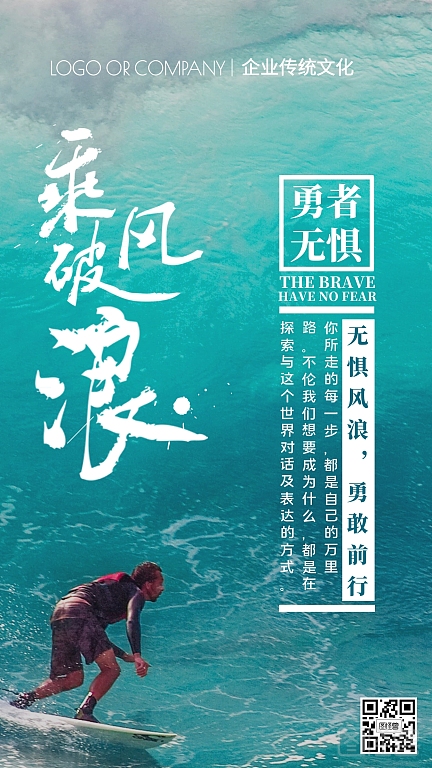 LOGO OR COMPANY | 企业传统文化
乘风
破浪
勇者
无惧
THE BRAVE
HAVE NO FEAR
无惧风浪，勇敢前行
你所走的每一步,都是自己的万里
路。不伦我们想要成为什么,都是在
探索与这个世界对话及表达的方式。